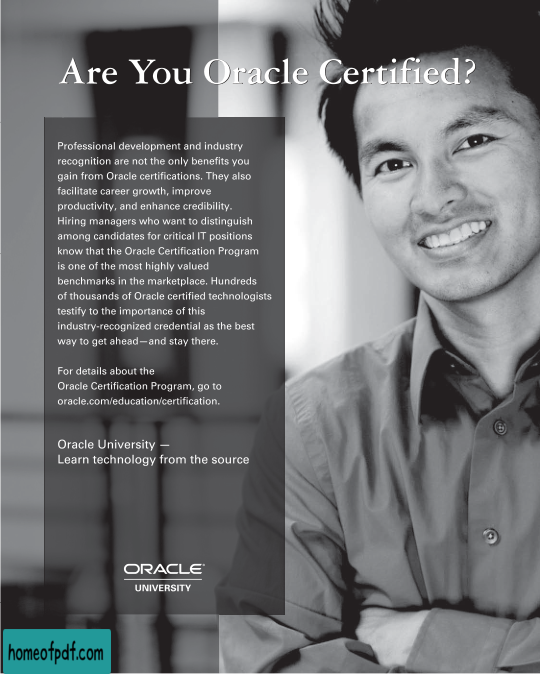 Are You Oracle Certified?
Professional development and industry
recognition are not the only benefits you
gain from Oracle certifications. They also
facilitate career growth, improve
productivity, and enhance credibility.
Hiring managers who want to distinguish
among candidates for critical IT positions
know that the Oracle Certification Program
is one of the most highly valued
benchmarks in the marketplace. Hundreds
of thousands of Oracle certified technologists
testify to the importance of this
industry-recognized credential as the best
way to get ahead—and stay there.
For details about the
Oracle Certification Program, go to
oracle.com/education/certification.
Oracle University —
Learn technology from the source
ORACLE
UNIVERSITY
homeofpdf.com